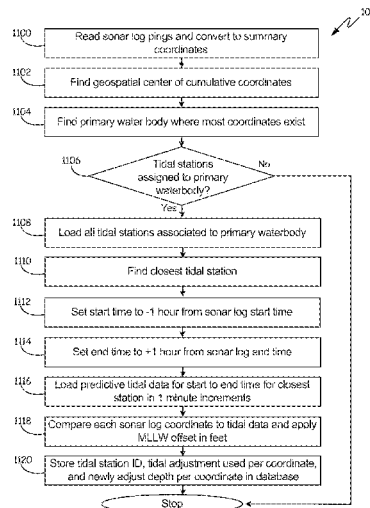 10
1100
Read sonar log pings and convert to summary
coordinates
1102
Find geospatial center of cumulative coordinates
1104
Find primary water body where most coordinates exist
1106
Tidal stations
assigned to primary
waterbody?
No
Yes
1108
Load all tidal stations associated to primary waterbody
1110
Find closest tidal station
1112
Set start time to -1 hour from sonar log start time
1114
Set end time to +1 hour from sonar log end time
1116
Load predictive tidal data for start to end time for closest
station in 1 minute increments
1118
Compare each sonar log coordinate to tidal data and apply
MLLW offset in feet
1120
Store tidal station ID, tidal adjustment used per coordinate,
and newly adjust depth per coordinate in database
Stop